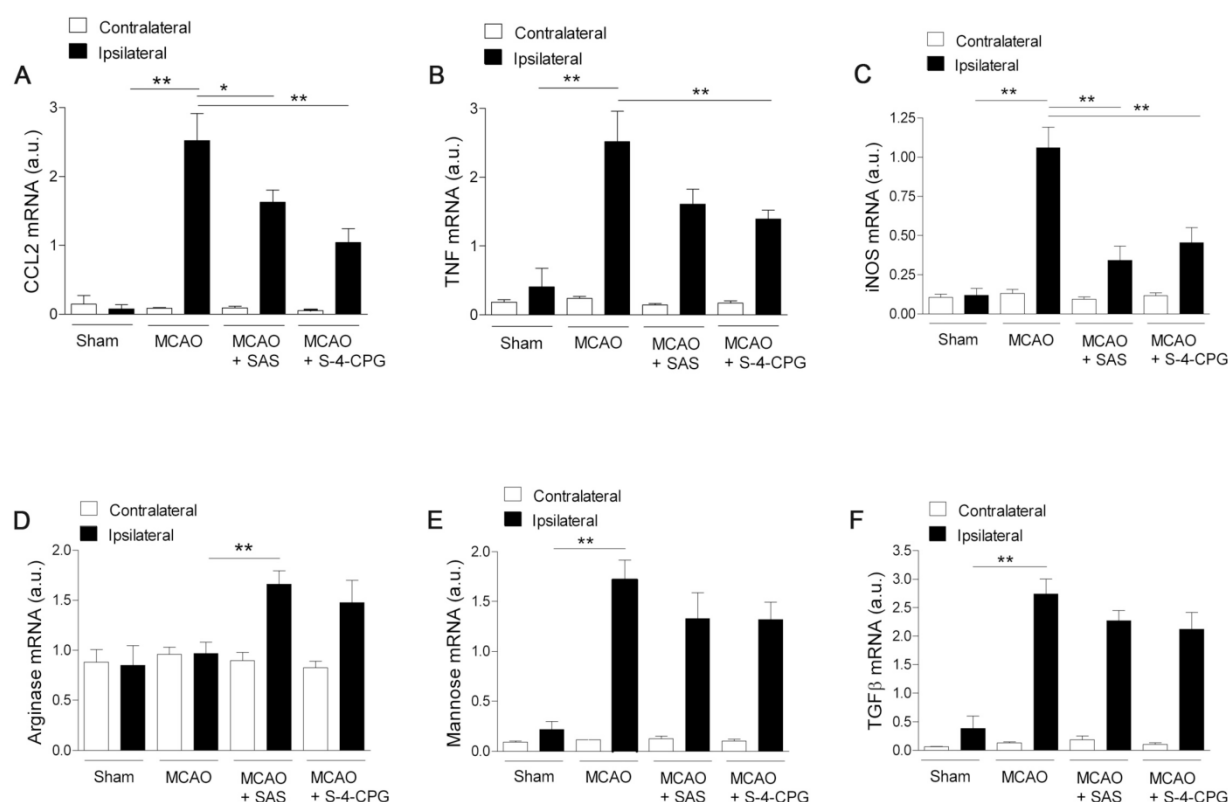 A
Contralateral
Ipsilateral
CCL2 mRNA (a.u.)
3
2
1
0
**
*
**
Sham
MCAO
MCAO
+ SAS
MCAO
+ S-4-CPG
B
Contralateral
Ipsilateral
TNF mRNA (a.u.)
3
2
1
0
**
**
Sham
MCAO
MCAO
+ SAS
MCAO
+ S-4-CPG
C
Contralateral
Ipsilateral
iNOS mRNA (a.u.)
1.25
1.00
0.75
0.50
0.25
0.00
**
**
**
Sham
MCAO
MCAO
+ SAS
MCAO
+ S-4-CPG
D
Contralateral
Ipsilateral
Arginase mRNA (a.u.)
2.0
1.5
1.0
0.5
0.0
**
Sham
MCAO
MCAO
+ SAS
MCAO
+ S-4-CPG
E
Contralateral
Ipsilateral
Mannose mRNA (a.u.)
2.0
1.5
1.0
0.5
0.0
**
Sham
MCAO
MCAO
+ SAS
MCAO
+ S-4-CPG
F
Contralateral
Ipsilateral
TGFβ mRNA (a.u.)
3.5
3.0
2.5
2.0
1.5
1.0
0.5
0.0
**
Sham
MCAO
MCAO
+ SAS
MCAO
+ S-4-CPG